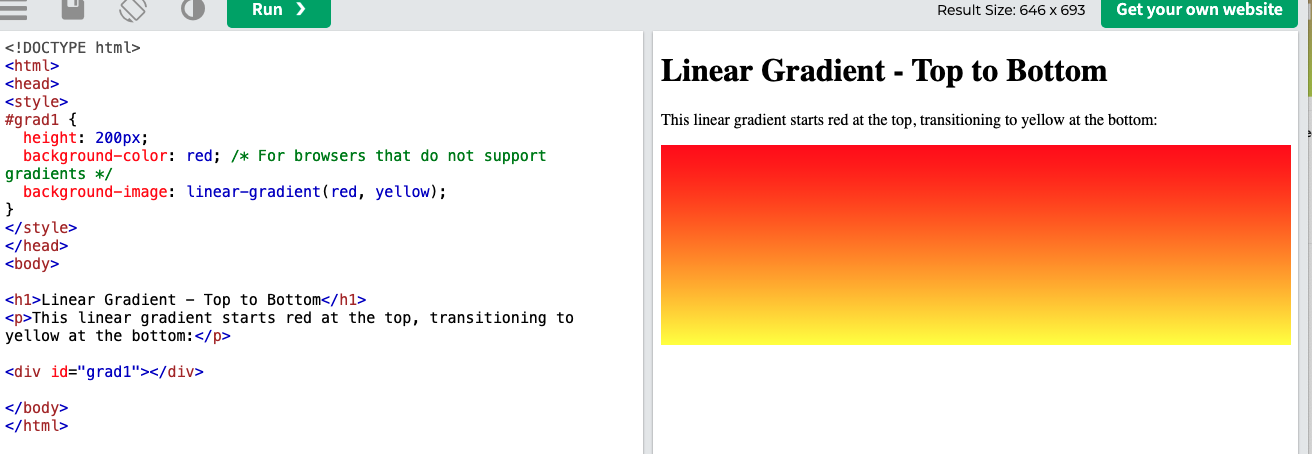 Run ❯
Result Size: 646 x 693
Get your own website
<!DOCTYPE html>
<html>
<head>
<style>
#grad1 {
  height: 200px;
  background-color: red; /* For browsers that do not support
gradients */
  background-image: linear-gradient(red, yellow);
}
</style>
</head>
<body>
<h1>Linear Gradient - Top to Bottom</h1>
<p>This linear gradient starts red at the top, transitioning to
yellow at the bottom:</p>
<div id="grad1"></div>
</body>
</html>
Linear Gradient - Top to Bottom
This linear gradient starts red at the top, transitioning to yellow at the bottom: